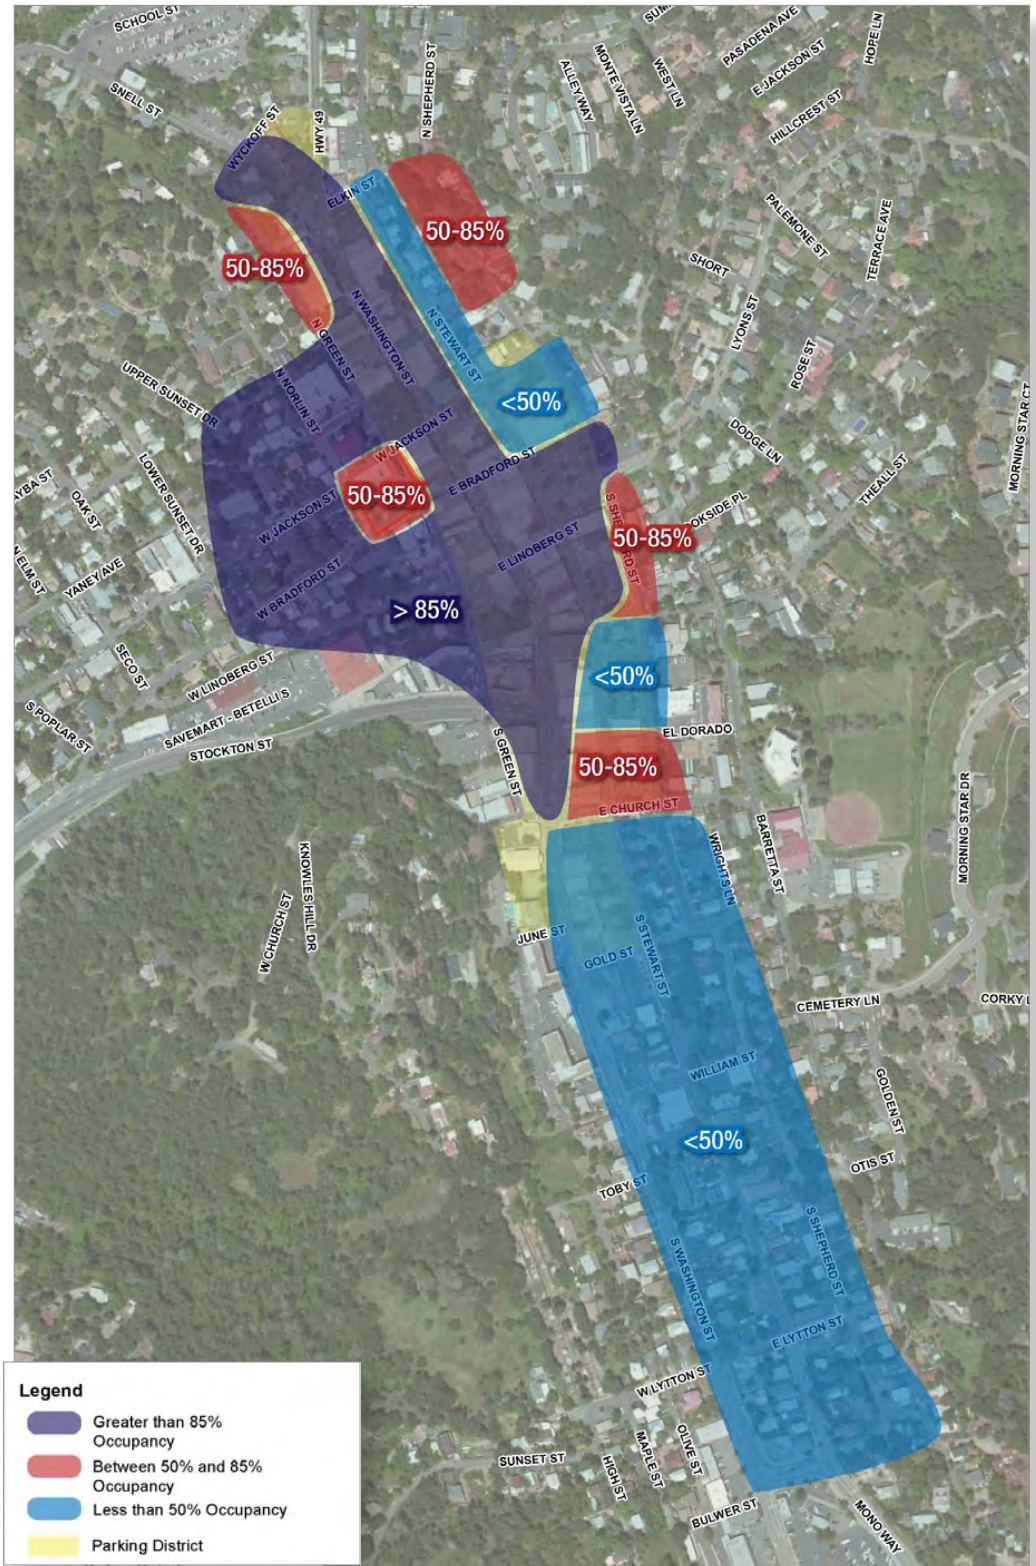 SCHOOL ST
SUMM
PASADENA AVE
HOPE LN
E JACKSON ST
WEST LN
MONTE VISTA LN
ALLEY WAY
N SHEPHERD ST
SNELL ST
HILLCREST ST
WYCKOFF ST
HWY 49
ELKIN ST
PALEMONE ST
TERRACE AVE
50-85%
50-85%
SHORT
LYONS ST
N WASHINGTON ST
N STEWART ST
N GREEN ST
ROSE ST
UPPER SUNSET DR
N NORLIN ST
<50%
MORNING STAR CT
W JACKSON ST
DODGE LN
E BRADFORD ST
THEALL ST
AYBA ST
OAK ST
LOWER SUNSET DR
50-85%
W JACKSON ST
OKSIDE PL
50-85%
E LINOBERG ST
N ELM ST
YANEY AVE
W BRADFORD ST
> 85%
SECO ST
W LINOBERG ST
<50%
S POPLAR ST
SAVEMART - BETELLI S
STOCKTON ST
EL DORADO
S GREEN ST
50-85%
E CHURCH ST
MORNING STAR DR
BARRETTA ST
WRIGHTS LN
KNOWLES HILL DR
W CHURCH ST
JUNE ST
GOLD ST
S STEWART ST
CEMETERY LN
CORKY L
WILLIAM ST
GOLDEN ST
<50%
OTIS ST
TOBY ST
S SHEPHERD ST
S WASHINGTON ST
E LYTTON ST
W LYTTON ST
OLIVE ST
MAPLE ST
HIGH ST
SUNSET ST
BULWER ST
MONO WAY
Legend
Greater than 85%
Occupancy
Between 50% and 85%
Occupancy
Less than 50% Occupancy
Parking District